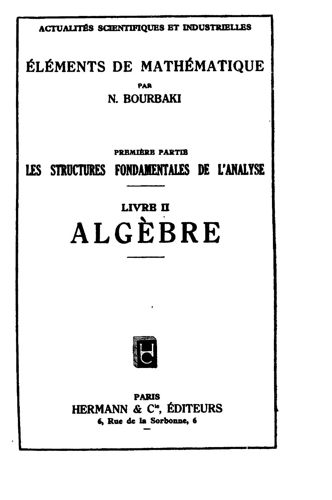 ACTUALITÉS SCIENTIFIQUES ET INDUSTRIELLES
ÉLÉMENTS DE MATHÉMATIQUE
PAR
N. BOURBAKI
PREMIÈRE PARTIE
LES STRUCTURES FONDAMENTALES DE L'ANALYSE
LIVRE II
ALGÈBRE
HC
PARIS
HERMANN & Cie, ÉDITEURS
6, Rue de la Sorbonne, 6